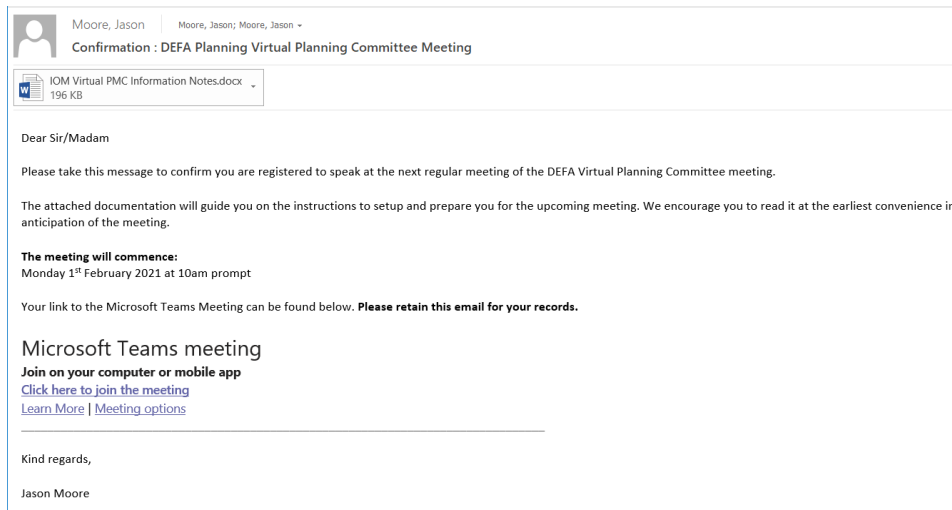 Moore, Jason Moore, Jason; Moore, Jason
Confirmation : DEFA Planning Virtual Planning Committee Meeting
IOM Virtual PMC Information Notes.docx
196 KB
Dear Sir/Madam
Please take this message to confirm you are registered to speak at the next regular meeting of the DEFA Virtual Planning Committee meeting.
The attached documentation will guide you on the instructions to setup and prepare you for the upcoming meeting. We encourage you to read it at the earliest convenience in
anticipation of the meeting.
The meeting will commence:
Monday 1st February 2021 at 10am prompt
Your link to the Microsoft Teams Meeting can be found below. Please retain this email for your records.
Microsoft Teams meeting
Join on your computer or mobile app
Click here to join the meeting
Learn More | Meeting options
Kind regards,
Jason Moore